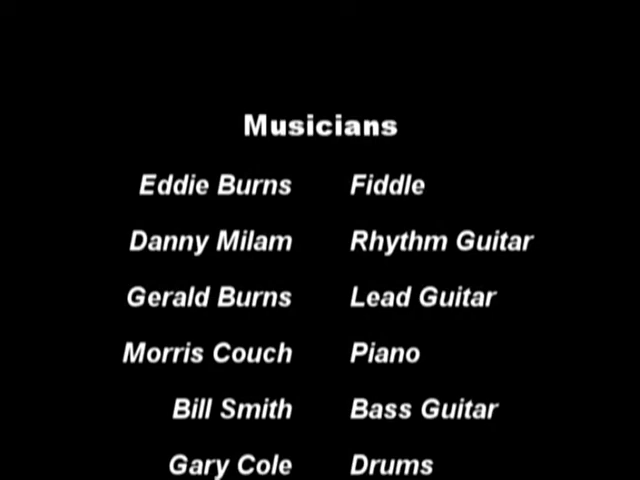 Musicians
Eddie Burns Fiddle
Danny Milam Rhythm Guitar
Gerald Burns Lead Guitar
Morris Couch Piano
Bill Smith Bass Guitar
Gary Cole Drums